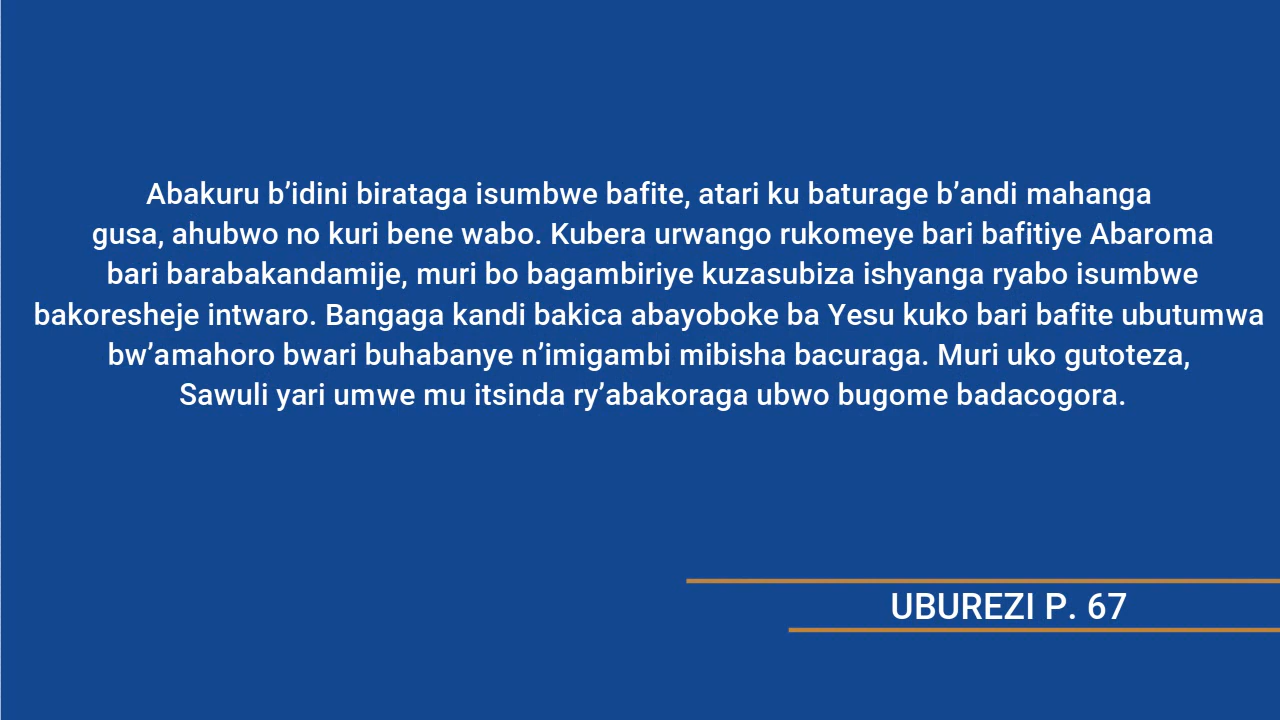 Abakuru b’idini birataga isumbwe bafite, atari ku baturage b’andi mahanga
gusa, ahubwo no kuri bene wabo. Kubera urwango rukomeye bari bafitiye Abaroma
bari barabakandamije, muri bo bagambiriye kuzasubiza ishyanga ryabo isumbwe
bakoresheje intwaro. Bangaga kandi bakica abayoboke ba Yesu kuko bari bafite ubutumwa
bw’amahoro bwari buhabanye n’imigambi mibisha bacuraga. Muri uko gutoteza,
Sawuli yari umwe mu itsinda ry’abakoraga ubwo bugome badacogora.
UBUREZI P. 67